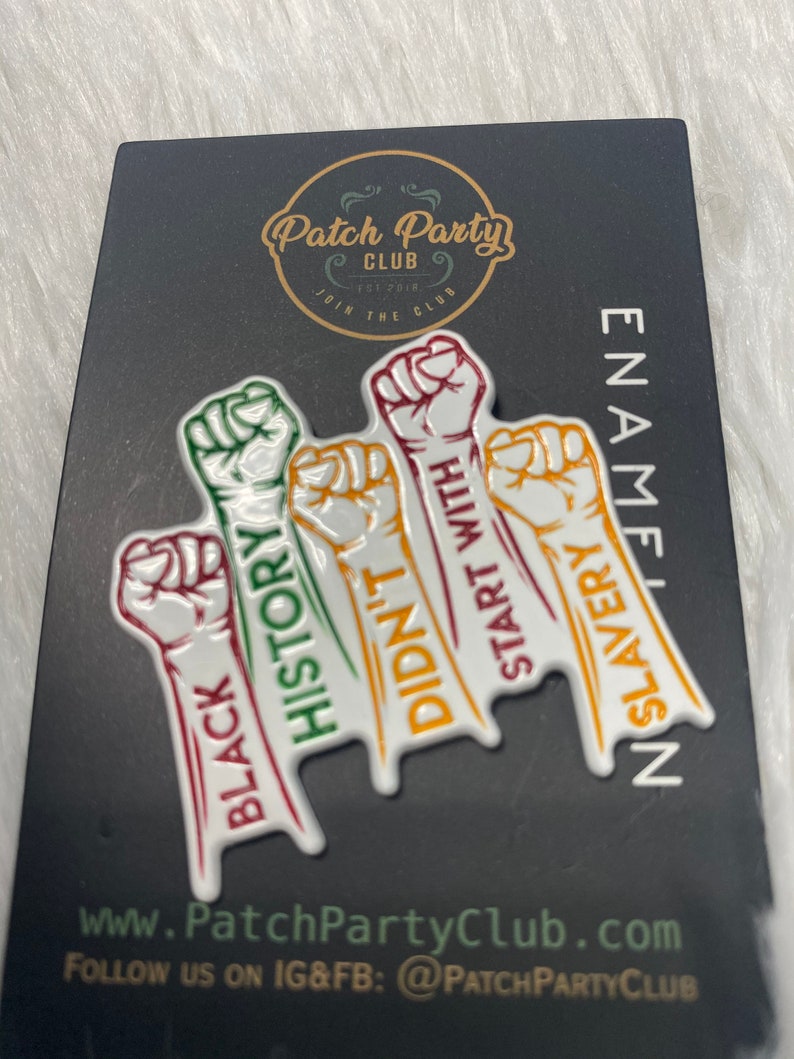 Patch Party
CLUB
EST 2018
JOIN THE CLUB
BLACK
HISTORY
DIDN'T
START WITH
SLAVERY
www.PatchPartyClub.com
FOLLOW US ON IG&FB: @PATCHPARTYCLUB
ENAMEL
N